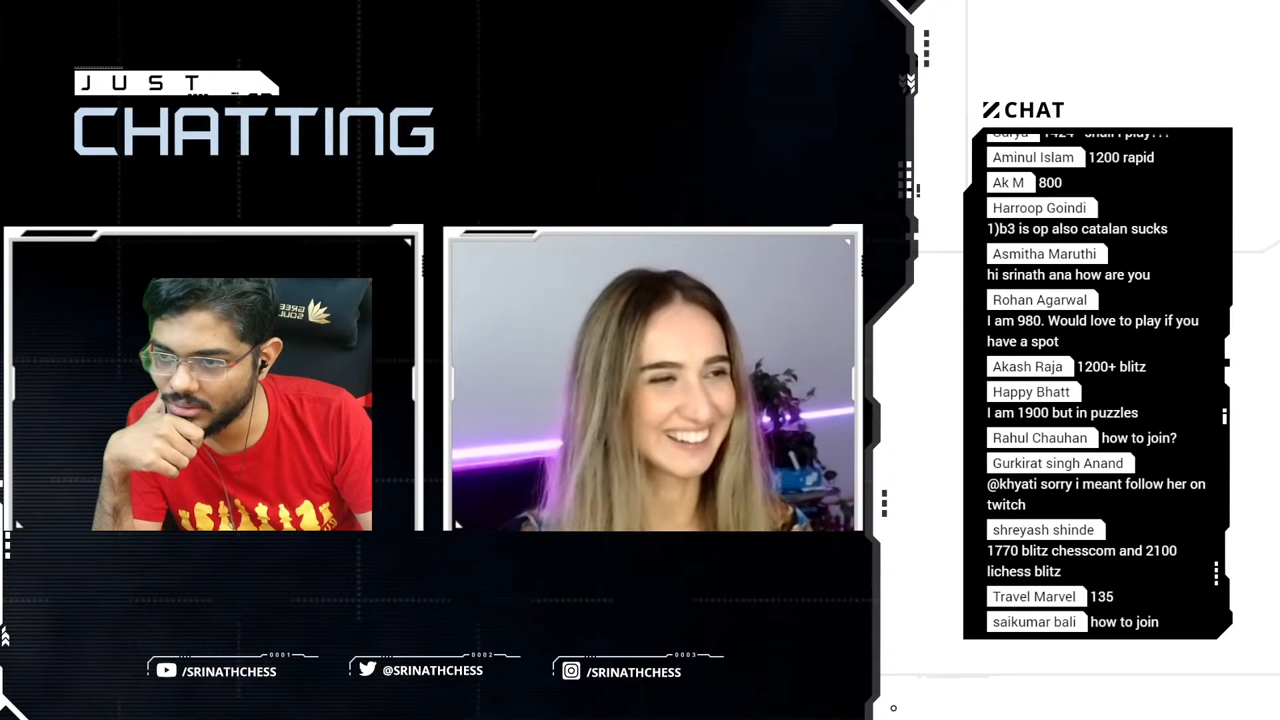 JUST
CHATTING
CHAT
Surya
Aminul Islam 1200 rapid
Ak M 800
Harroop Goindi
1)b3 is op also catalan sucks
Asmitha Maruthi
hi srinath ana how are you
Rohan Agarwal
I am 980. Would love to play if you
have a spot
Akash Raja 1200+ blitz
Happy Bhatt
I am 1900 but in puzzles
Rahul Chauhan how to join?
Gurkirat singh Anand
@khyati sorry i meant follow her on
twitch
shreyash shinde
1770 blitz chesscom and 2100
lichess blitz
Travel Marvel 135
saikumar bali how to join
0001
/SRINATHCHESS
0002
@SRINATHCHESS
0003
/SRINATHCHESS